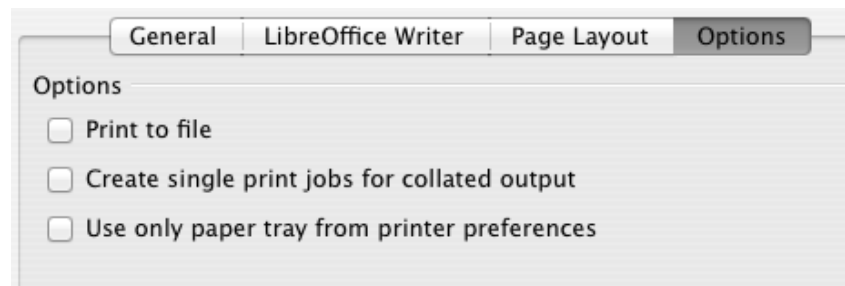 General LibreOffice Writer Page Layout Options
Options
Print to file
Create single print jobs for collated output
Use only paper tray from printer preferences